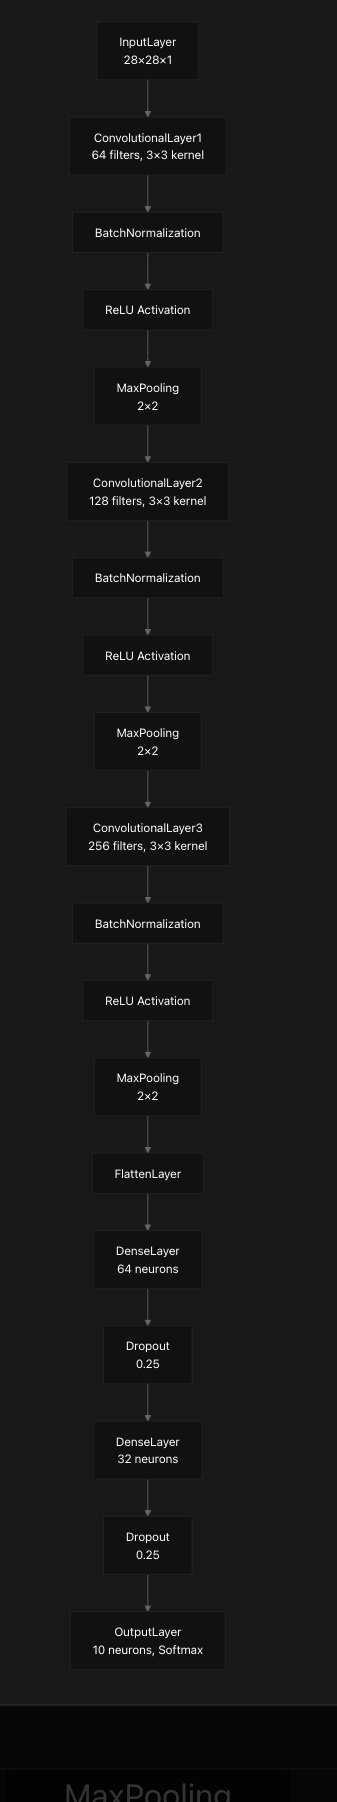 InputLayer
28×28×1
ConvolutionalLayer1
64 filters, 3×3 kernel
BatchNormalization
ReLU Activation
MaxPooling
2×2
ConvolutionalLayer2
128 filters, 3×3 kernel
BatchNormalization
ReLU Activation
MaxPooling
2×2
ConvolutionalLayer3
256 filters, 3×3 kernel
BatchNormalization
ReLU Activation
MaxPooling
2×2
FlattenLayer
DenseLayer
64 neurons
Dropout
0.25
DenseLayer
32 neurons
Dropout
0.25
OutputLayer
10 neurons, Softmax
MaxPooling